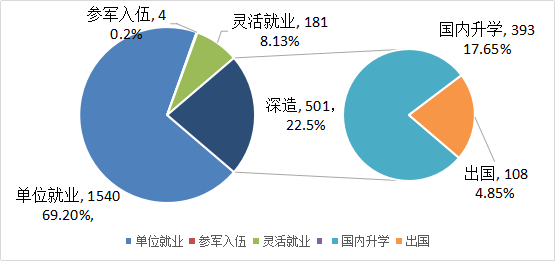 参军入伍, 4
0.2%
灵活就业, 181
8.13%
国内升学, 393
17.65%
深造, 501，
22.5%
单位就业, 1540
69.20%,
出国, 108
4.85%
单位就业 参军入伍 灵活就业 国内升学 出国